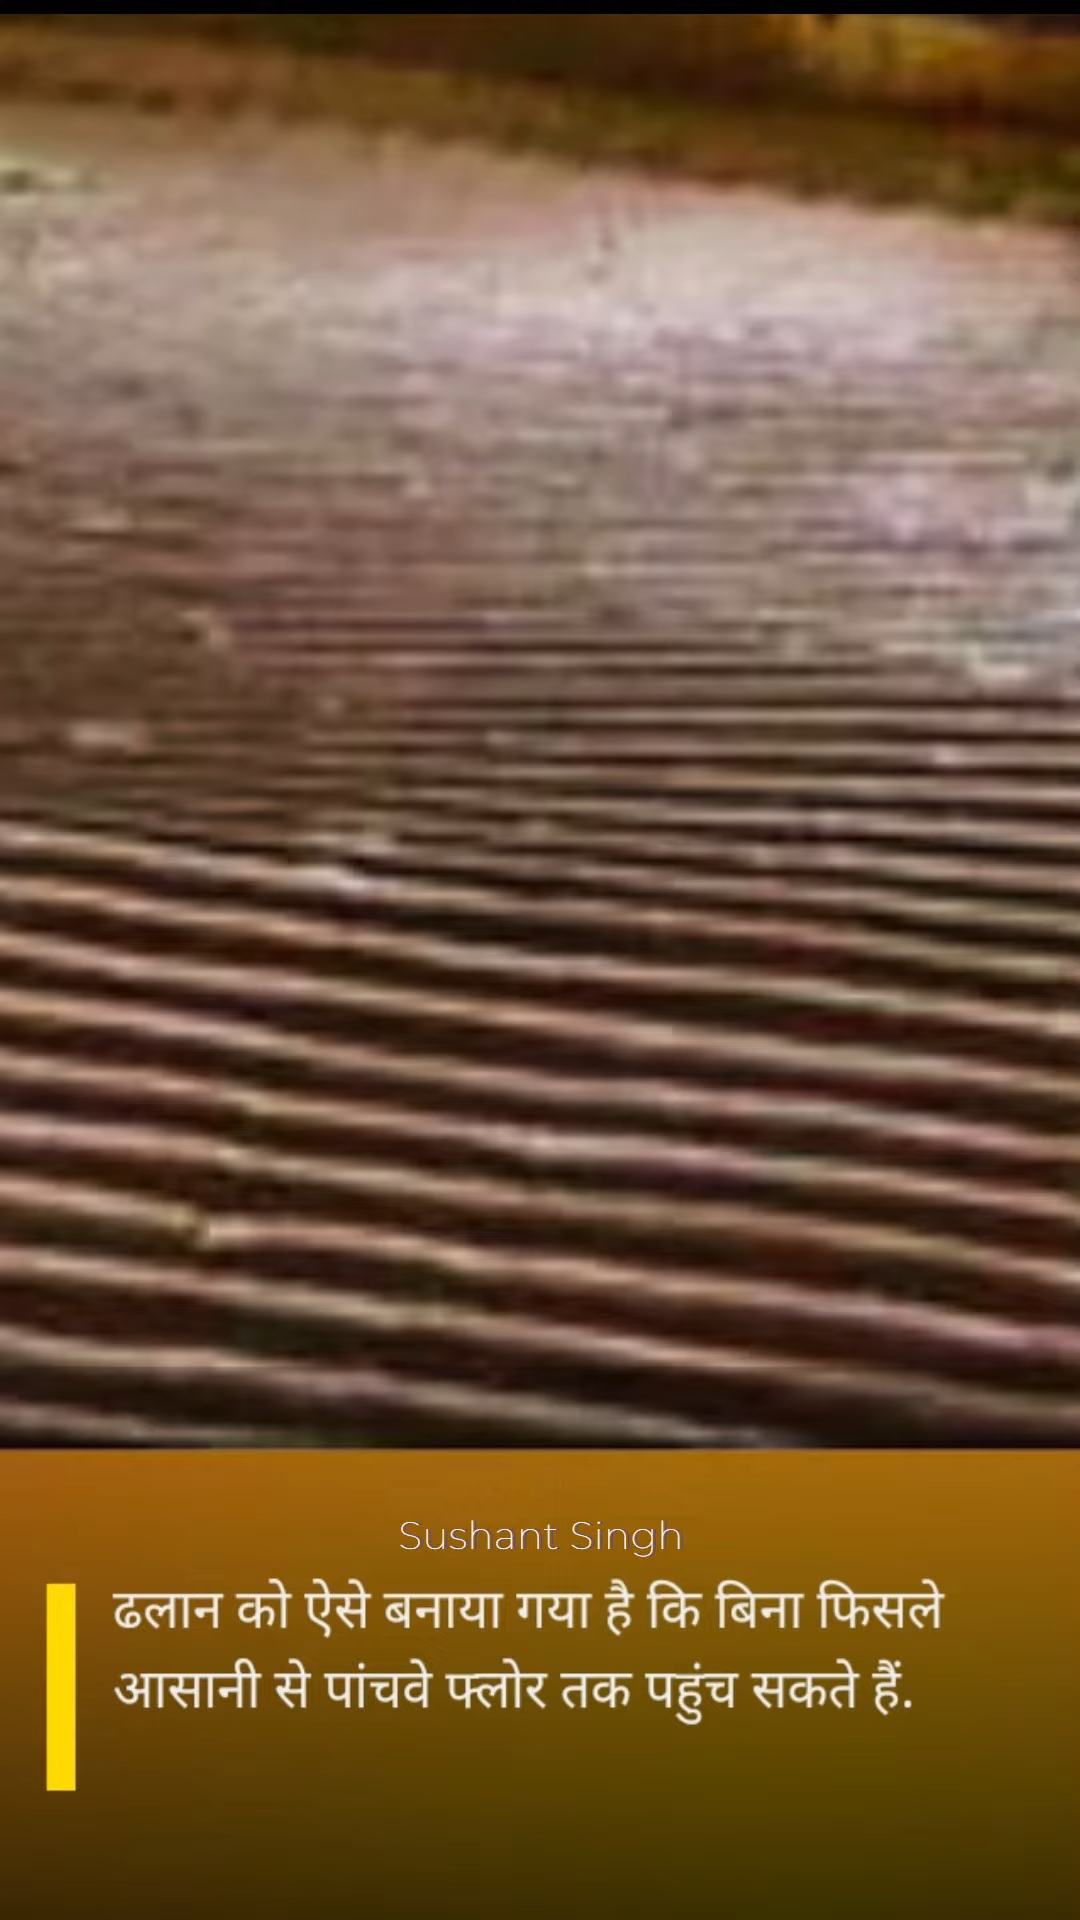 Sushant Singh
ढलान को ऐसे बनाया गया है कि बिना फिसले
आसानी से पांचवे फ्लोर तक पहुंच सकते हैं.